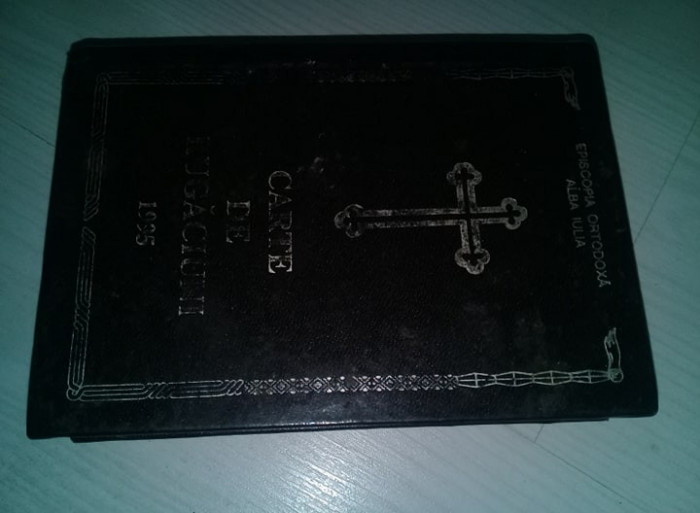 EPISCOPIA ORTODOXĂ
ALBA IULIA
CARTE
DE
RUGĂCIUNI
1995